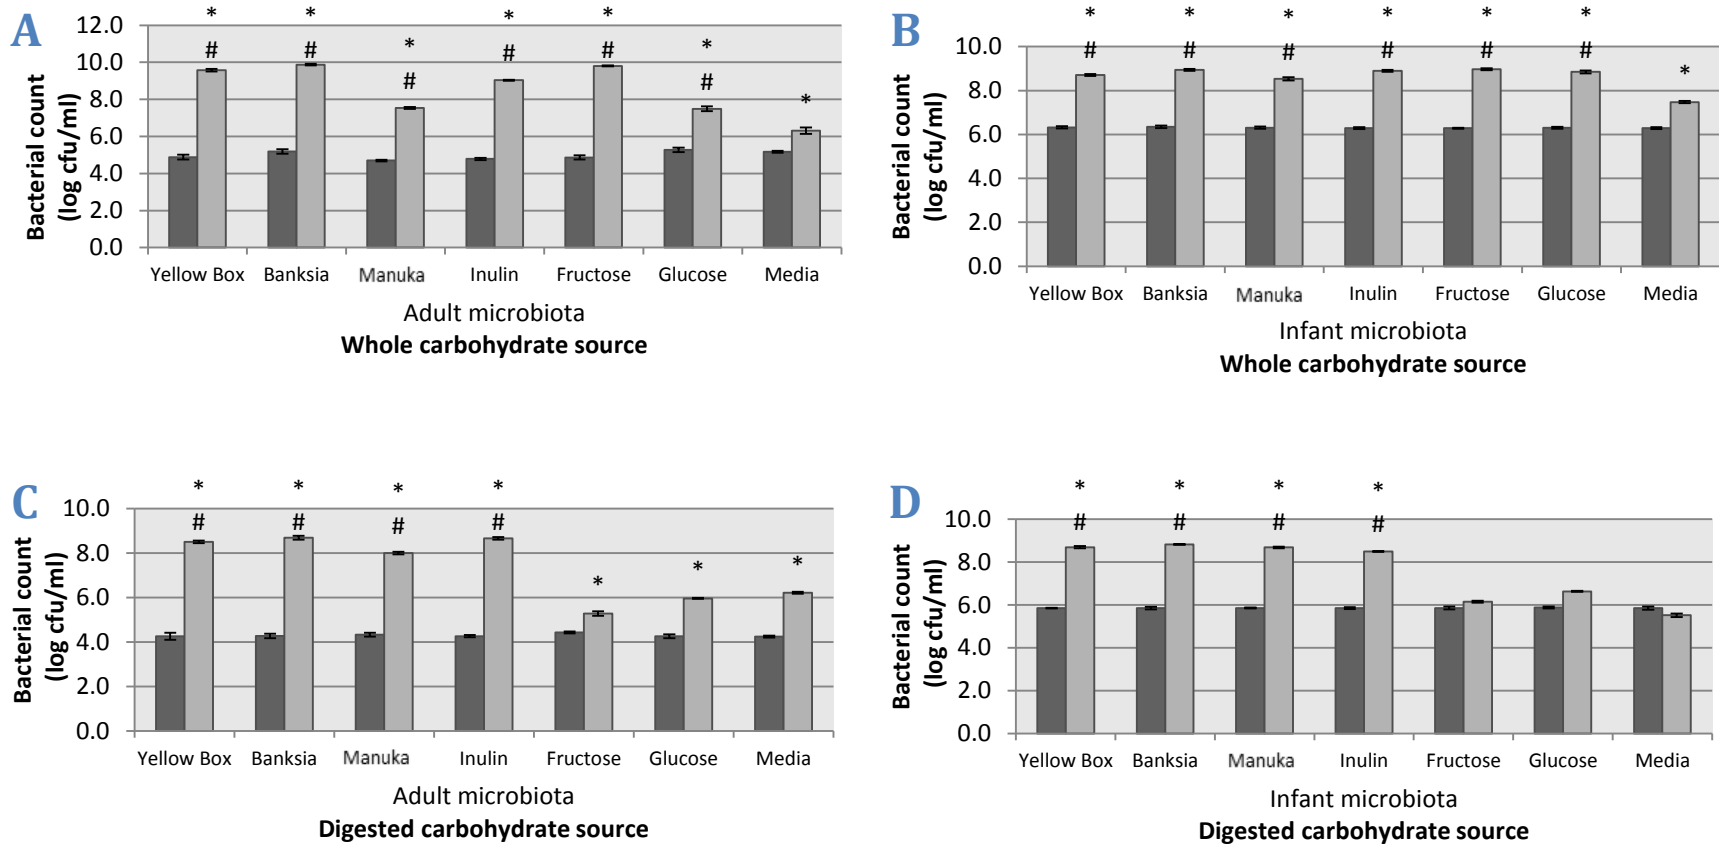 A
Bacterial count
(log cfu/ml)
* * * * * * *
# # # # # #
12.0
10.0
8.0
6.0
4.0
2.0
0.0
Yellow Box Banksia Manuka Inulin Fructose Glucose Media
Adult microbiota
Whole carbohydrate source
B
Bacterial count
(log cfu/ml)
* * * * * * *
# # # # # #
10.0
8.0
6.0
4.0
2.0
0.0
Yellow Box Banksia Manuka Inulin Fructose Glucose Media
Infant microbiota
Whole carbohydrate source
C
Bacterial count
(log cfu/ml)
* * * * * * *
# # # #
10.0
8.0
6.0
4.0
2.0
0.0
Yellow Box Banksia Manuka Inulin Fructose Glucose Media
Adult microbiota
Digested carbohydrate source
D
Bacterial count
(log cfu/ml)
* * * *
# # # #
10.0
8.0
6.0
4.0
2.0
0.0
Yellow Box Banksia Manuka Inulin Fructose Glucose Media
Infant microbiota
Digested carbohydrate source